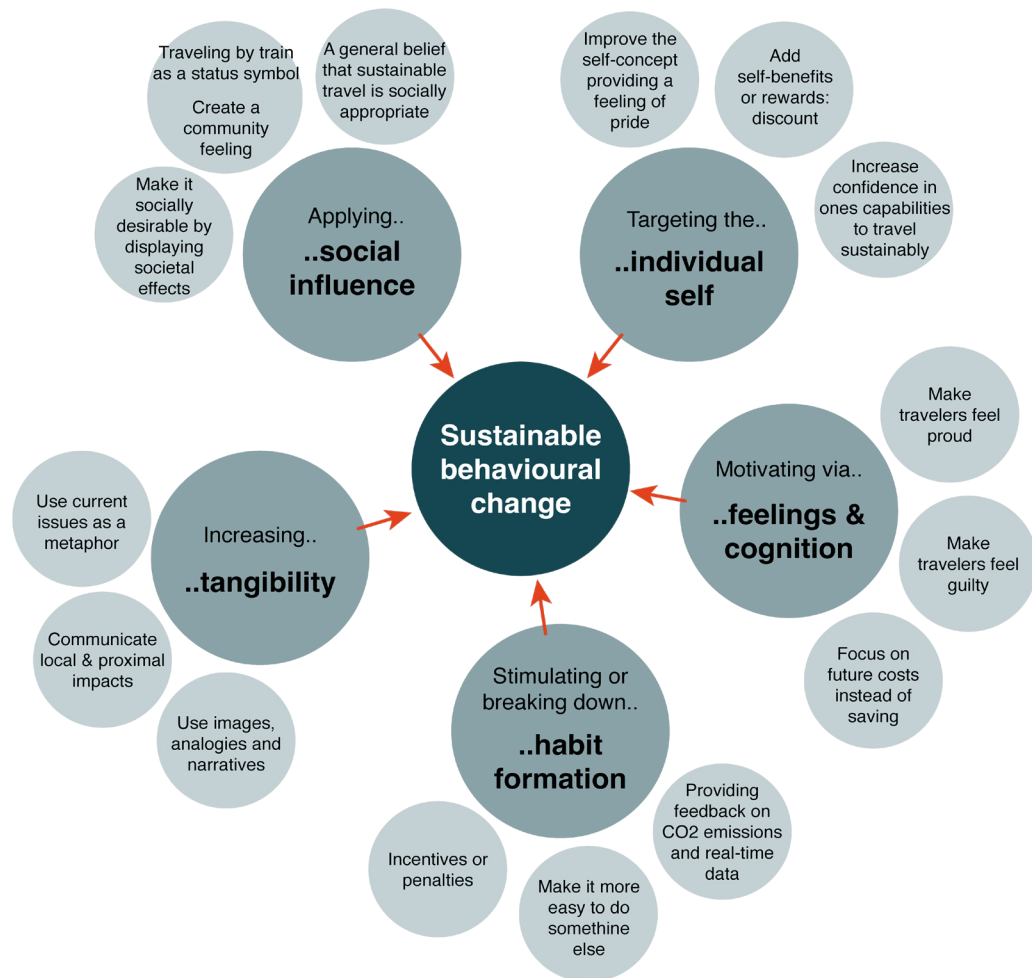 Traveling by train
as a status symbol
Create a
community
feeling
A general belief
that sustainable
travel is socially
appropriate
Make it
socially
desirable by
displaying
societal
effects
Applying..
..social
influence
Improve the
self-concept
providing a
feeling of
pride
Add
self-benefits
or rewards:
discount
Increase
confidence in
ones capabilities
to travel
sustainably
Targeting the..
..individual
self
Sustainable
behavioural
change
Make
travelers feel
proud
Motivating via..
..feelings &
cognition
Make
travelers feel
guilty
Focus on
future costs
instead of
saving
Use current
issues as a
metaphor
Increasing..
..tangibility
Communicate
local & proximal
impacts
Use images,
analogies and
narratives
Stimulating or
breaking down..
..habit
formation
Incentives or
penalties
Make it more
easy to do
somethine
else
Providing
feedback on
CO2 emissions
and real-time
data